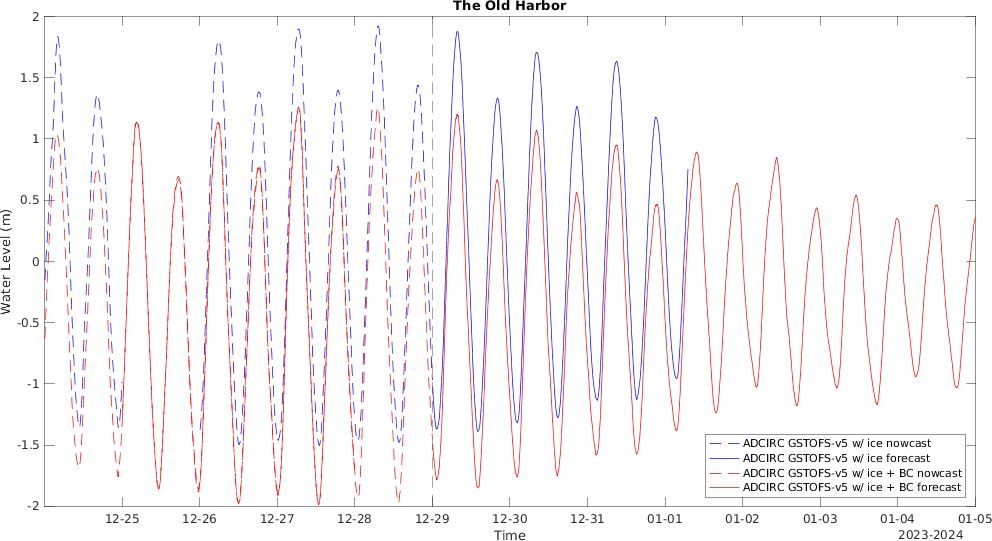 The Old Harbor
2
1.5
1
0.5
0
-0.5
-1
-1.5
-2
Water Level (m)
12-25 12-26 12-27 12-28 12-29 12-30 12-31 01-01 01-02 01-03 01-04 01-05
Time
2023-2024
ADCIRC GSTOFS-v5 w/ ice nowcast
ADCIRC GSTOFS-v5 w/ ice forecast
ADCIRC GSTOFS-v5 w/ ice + BC nowcast
ADCIRC GSTOFS-v5 w/ ice + BC forecast